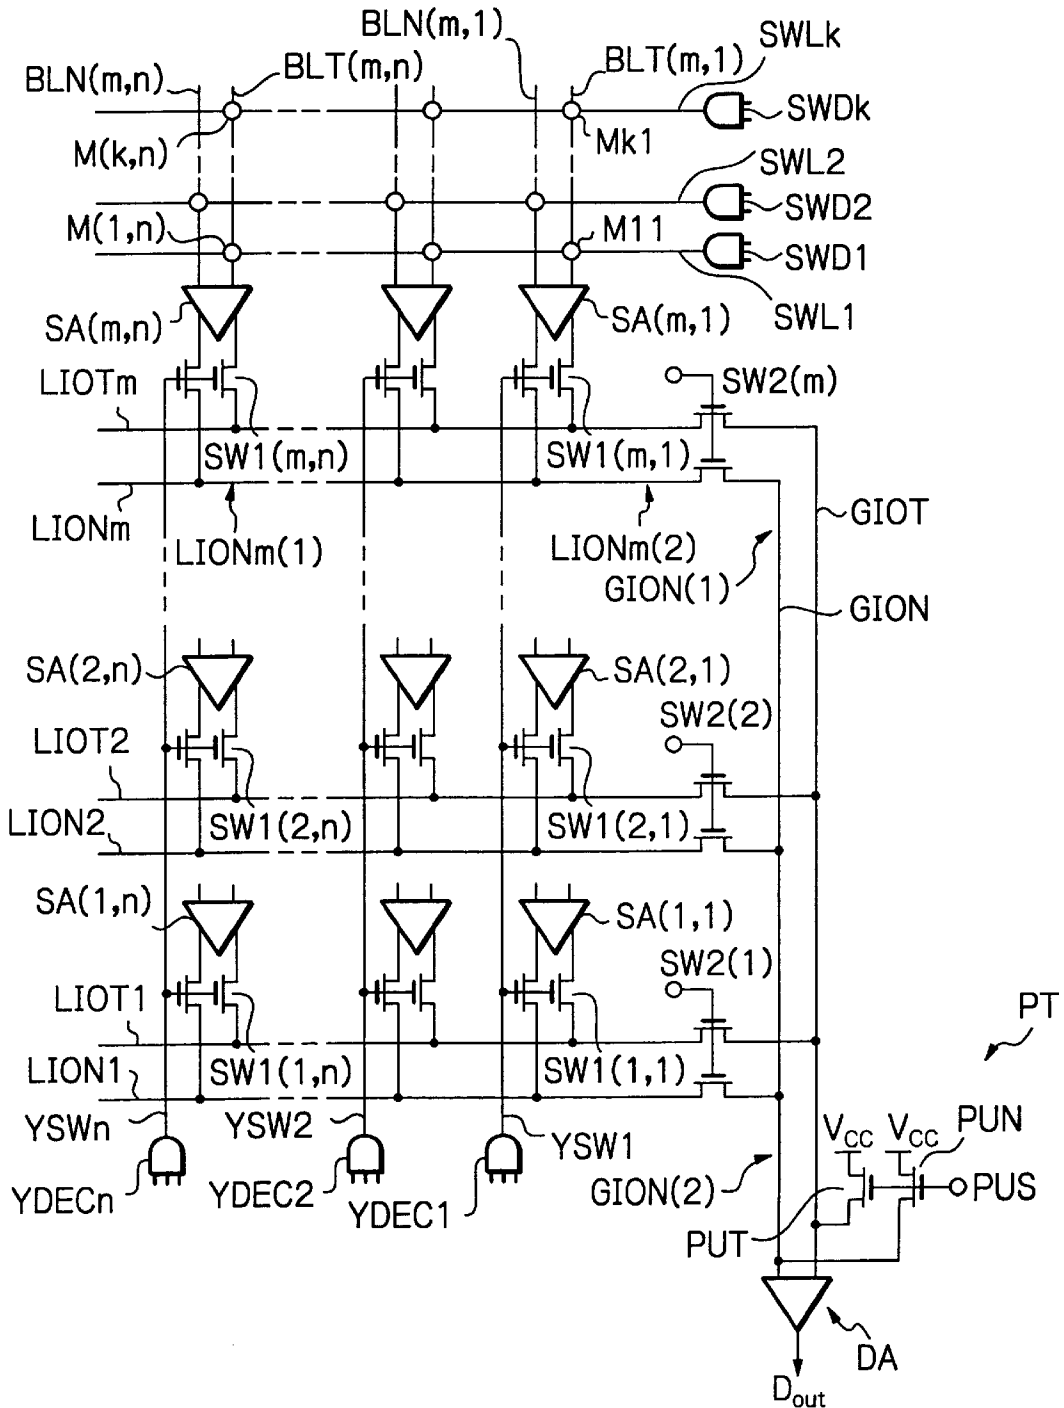 BLN(m,1)
SWLk
BLN(m,n)
BLT(m,n)
BLT(m,1)
SWDk
M(k,n)
Mk1
SWL2
SWD2
M(1,n)
M11
SWD1
SA(m,n)
SA(m,1)
SWL1
LIOTm
SW2(m)
SW1(m,n)
SW1(m,1)
LIONm
GIOT
LIONm(1)
LIONm(2)
GION(1)
GION
SA(2,n)
SA(2,1)
SW2(2)
LIOT2
LION2
SW1(2,n)
SW1(2,1)
SA(1,n)
SA(1,1)
SW2(1)
LIOT1
PT
LION1
SW1(1,n)
SW1(1,1)
YSWn
YSW2
YSW1
VCC
VCC
PUN
YDECn
YDEC2
YDEC1
GION(2)
PUS
PUT
DA
Dout